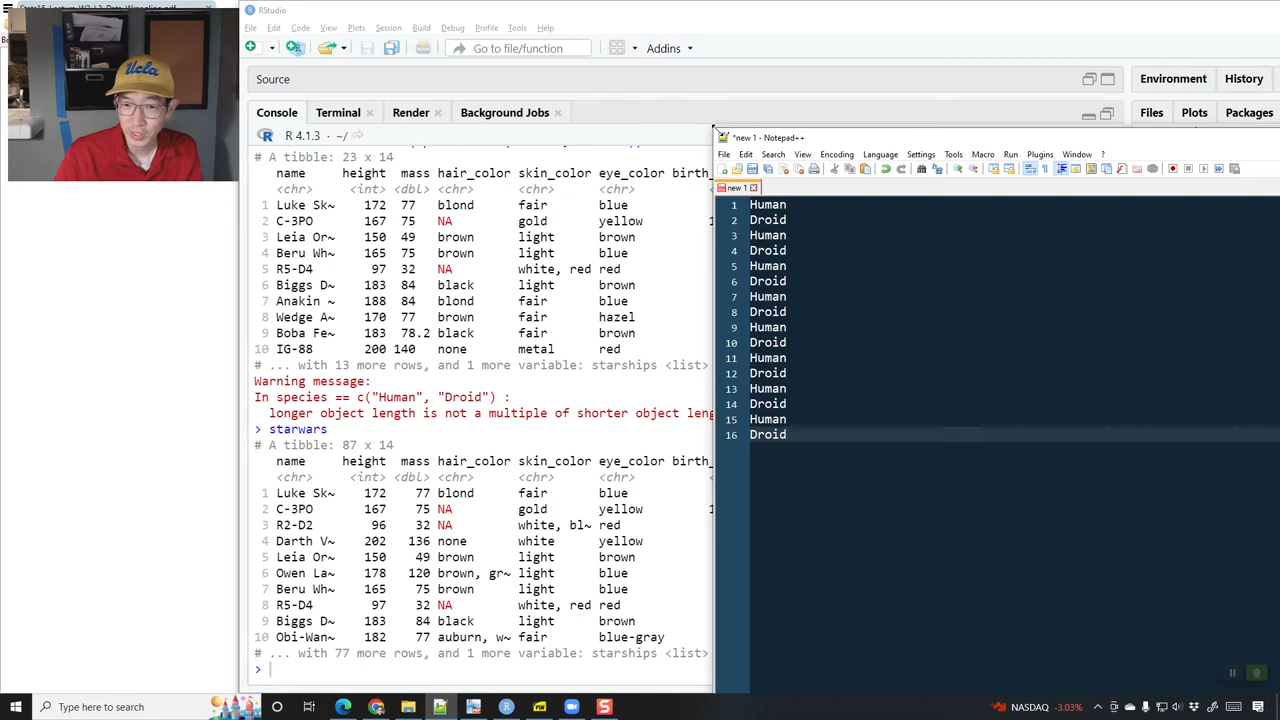 Stats15_Lecture_W2_L3_Data_Wrangling.pdf
Ucla
RStudio
File Edit Code View Plots Session Build Debug Profile Tools Help
Go to file/function
Addins
Source
Environment History
Console Terminal Render Background Jobs
Files Plots Packages
R 4.1.3 · ~/
# A tibble: 23 x 14
name height mass hair_color skin_color eye_color birth_
<chr> <int> <dbl> <chr> <chr> <chr>
1 Luke Sk~ 172 77 blond fair blue
2 C-3PO 167 75 NA gold yellow 1
3 Leia Or~ 150 49 brown light brown
4 Beru Wh~ 165 75 brown light blue
5 R5-D4 97 32 NA white, red red
6 Biggs D~ 183 84 black light brown
7 Anakin ~ 188 84 blond fair blue
8 Wedge A~ 170 77 brown fair hazel
9 Boba Fe~ 183 78.2 black fair brown
10 IG-88 200 140 none metal red
# ... with 13 more rows, and 1 more variable: starships <list>
Warning message:
In species == c("Human", "Droid") :
longer object length is not a multiple of shorter object leng
> starwars
# A tibble: 87 x 14
name height mass hair_color skin_color eye_color birth_
<chr> <int> <dbl> <chr> <chr> <chr>
1 Luke Sk~ 172 77 blond fair blue
2 C-3PO 167 75 NA gold yellow 1
3 R2-D2 96 32 NA white, bl~ red
4 Darth V~ 202 136 none white yellow
5 Leia Or~ 150 49 brown light brown
6 Owen La~ 178 120 brown, gr~ light blue
7 Beru Wh~ 165 75 brown light blue
8 R5-D4 97 32 NA white, red red
9 Biggs D~ 183 84 black light brown
10 Obi-Wan~ 182 77 auburn, w~ fair blue-gray
# ... with 77 more rows, and 1 more variable: starships <list>
>
*new 1 - Notepad++
File Edit Search View Encoding Language Settings Tools Macro Run Plugins Window ?
new 1
1 Human
2 Droid
3 Human
4 Droid
5 Human
6 Droid
7 Human
8 Droid
9 Human
10 Droid
11 Human
12 Droid
13 Human
14 Droid
15 Human
16 Droid
Type here to search
NASDAQ -3.03%